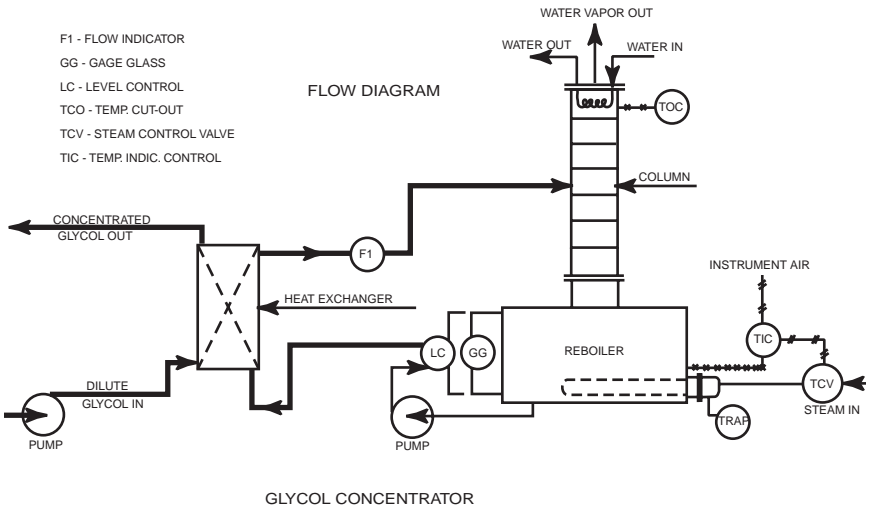 WATER VAPOR OUT
WATER OUT
WATER IN
F1 - FLOW INDICATOR
GG - GAGE GLASS
LC - LEVEL CONTROL
TCO - TEMP. CUT-OUT
TCV - STEAM CONTROL VALVE
TIC - TEMP. INDIC. CONTROL
FLOW DIAGRAM
TOC
COLUMN
CONCENTRATED
GLYCOL OUT
F1
INSTRUMENT AIR
HEAT EXCHANGER
TIC
LC
GG
REBOILER
DILUTE
GLYCOL IN
TCV
STEAM IN
TRAP
PUMP
PUMP
GLYCOL CONCENTRATOR